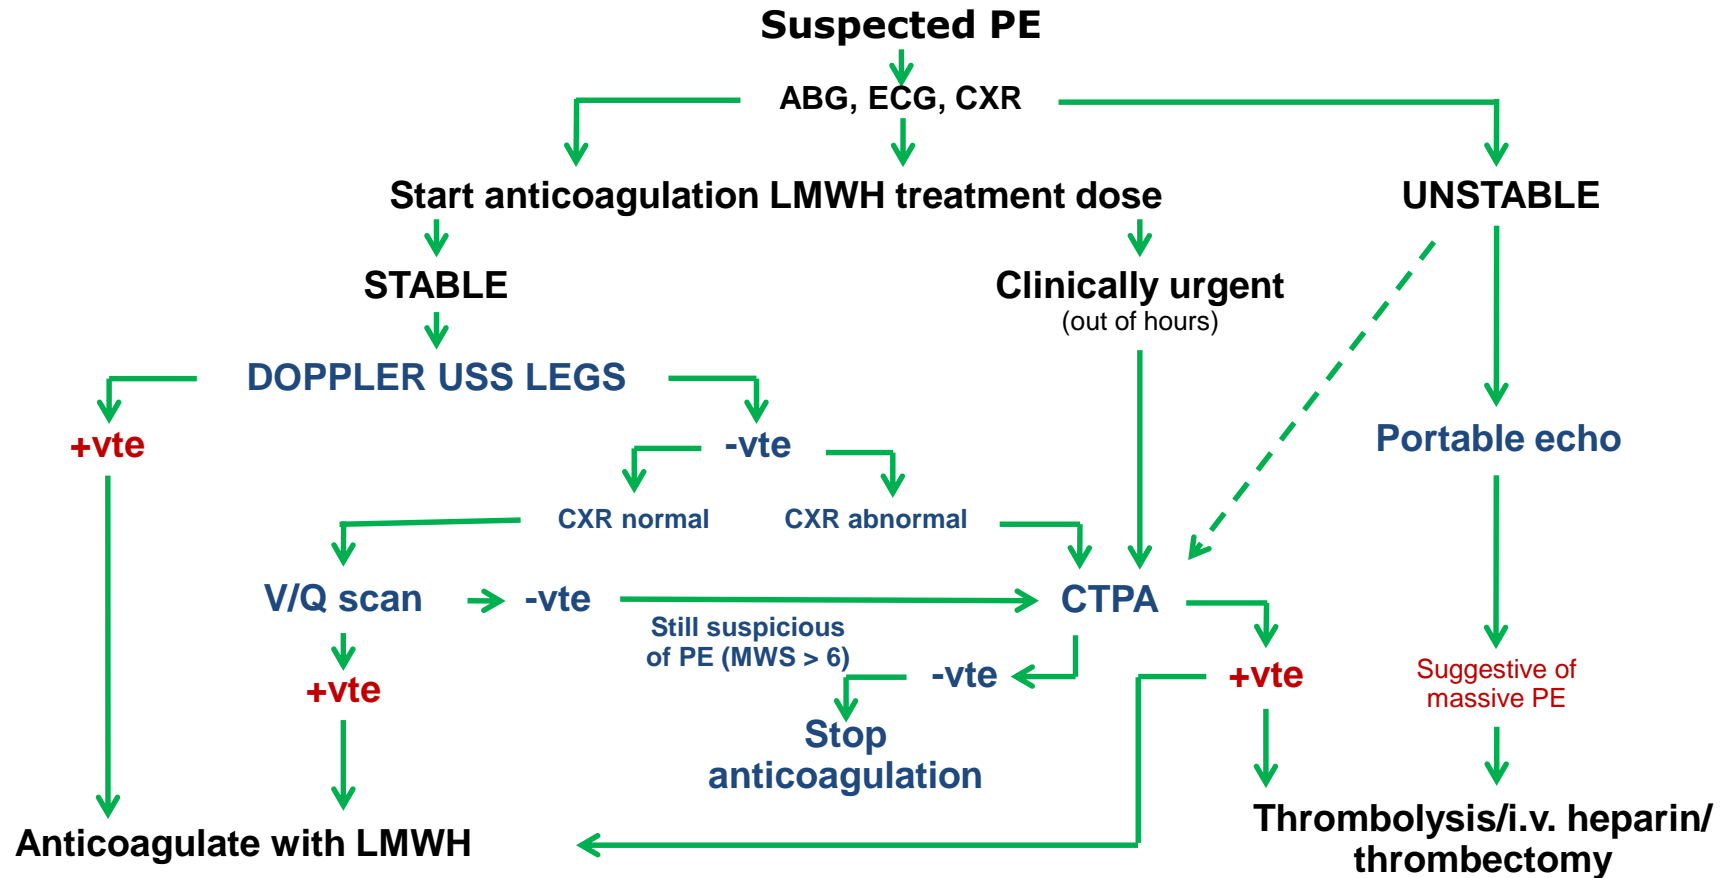 Suspected PE
ABG, ECG, CXR
Start anticoagulation LMWH treatment dose
UNSTABLE
STABLE
Clinically urgent
(out of hours)
DOPPLER USS LEGS
+vte
-vte
Portable echo
CXR normal
CXR abnormal
V/Q scan
-vte
CTPA
Still suspicious
of PE (MWS > 6)
+vte
-vte
+vte
Suggestive of
massive PE
Stop
anticoagulation
Anticoagulate with LMWH
Thrombolysis/i.v. heparin/
thrombectomy